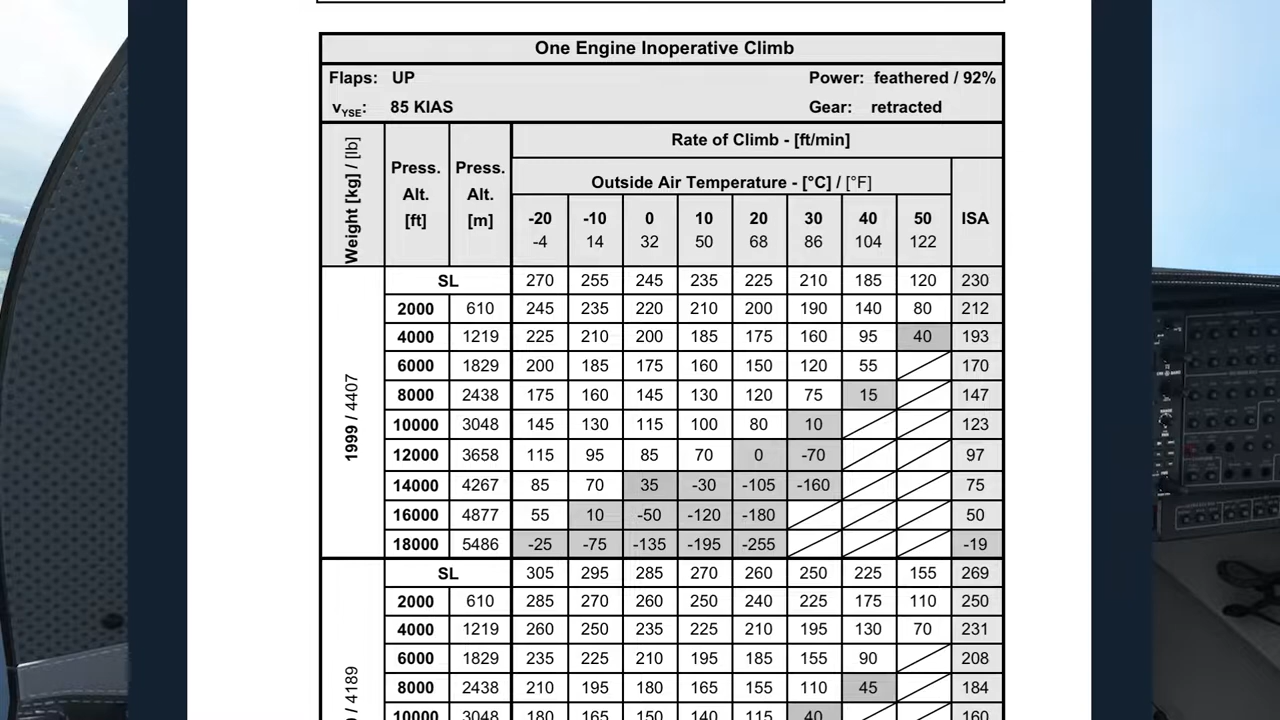 One Engine Inoperative Climb
Flaps: UP Power: feathered / 92%
vYSE: 85 KIAS Gear: retracted
Weight [kg] / [lb] Press. Alt. [ft] Press. Alt. [m] Rate of Climb - [ft/min]
Outside Air Temperature - [°C] / [°F] ISA
-20 -10 0 10 20 30 40 50
-4 14 32 50 68 86 104 122
1999 / 4407
SL 270 255 245 235 225 210 185 120 230
2000 610 245 235 220 210 200 190 140 80 212
4000 1219 225 210 200 185 175 160 95 40 193
6000 1829 200 185 175 160 150 120 55 170
8000 2438 175 160 145 130 120 75 15 147
10000 3048 145 130 115 100 80 10 123
12000 3658 115 95 85 70 0 -70 97
14000 4267 85 70 35 -30 -105 -160 75
16000 4877 55 10 -50 -120 -180 50
18000 5486 -25 -75 -135 -195 -255 -19
/ 4189
SL 305 295 285 270 260 250 225 155 269
2000 610 285 270 260 250 240 225 175 110 250
4000 1219 260 250 235 225 210 195 130 70 231
6000 1829 235 225 210 195 185 155 90 208
8000 2438 210 195 180 165 155 110 45 184
10000 3048 180 165 150 140 115 40 160